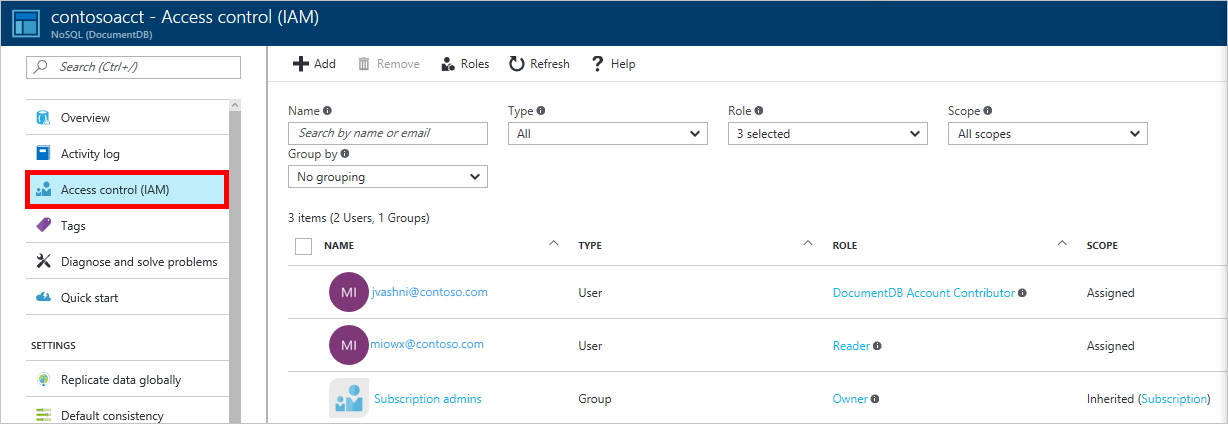 contosoacct - Access control (IAM)
NoSQL (DocumentDB)
Search (Ctrl+/)
Overview
Activity log
Access control (IAM)
Tags
Diagnose and solve problems
Quick start
SETTINGS
Replicate data globally
Default consistency
Add Remove Roles Refresh ? Help
Name Type Role Scope
Search by name or email All 3 selected All scopes
Group by
No grouping
3 items (2 Users, 1 Groups)
NAME TYPE ROLE SCOPE
MI jvashni@contoso.com User DocumentDB Account Contributor Assigned
MI miowx@contoso.com User Reader Assigned
Subscription admins Group Owner Inherited (Subscription)